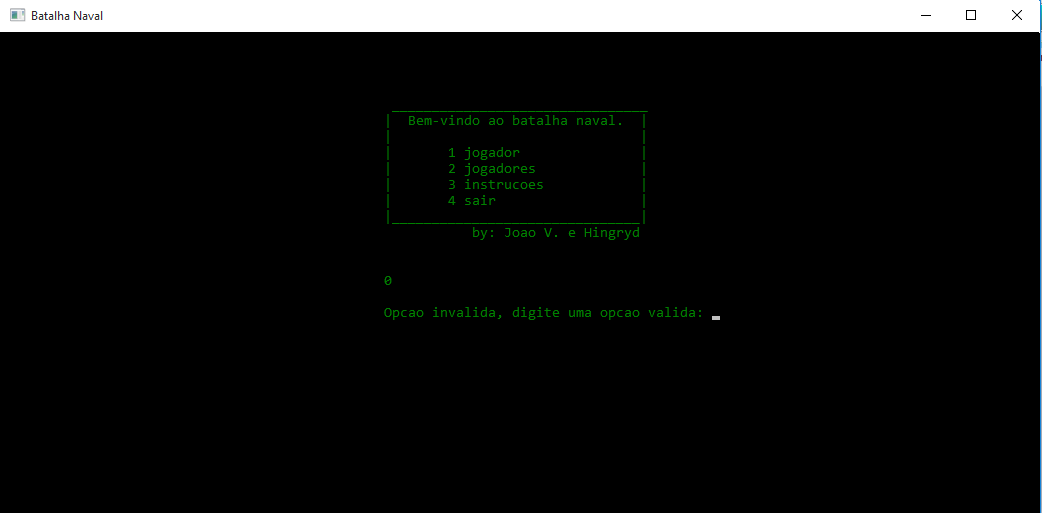 Batalha Naval
Bem-vindo ao batalha naval.
1 jogador
2 jogadores
3 instrucoes
4 sair
by: Joao V. e Hingryd
0
Opcao invalida, digite uma opcao valida: